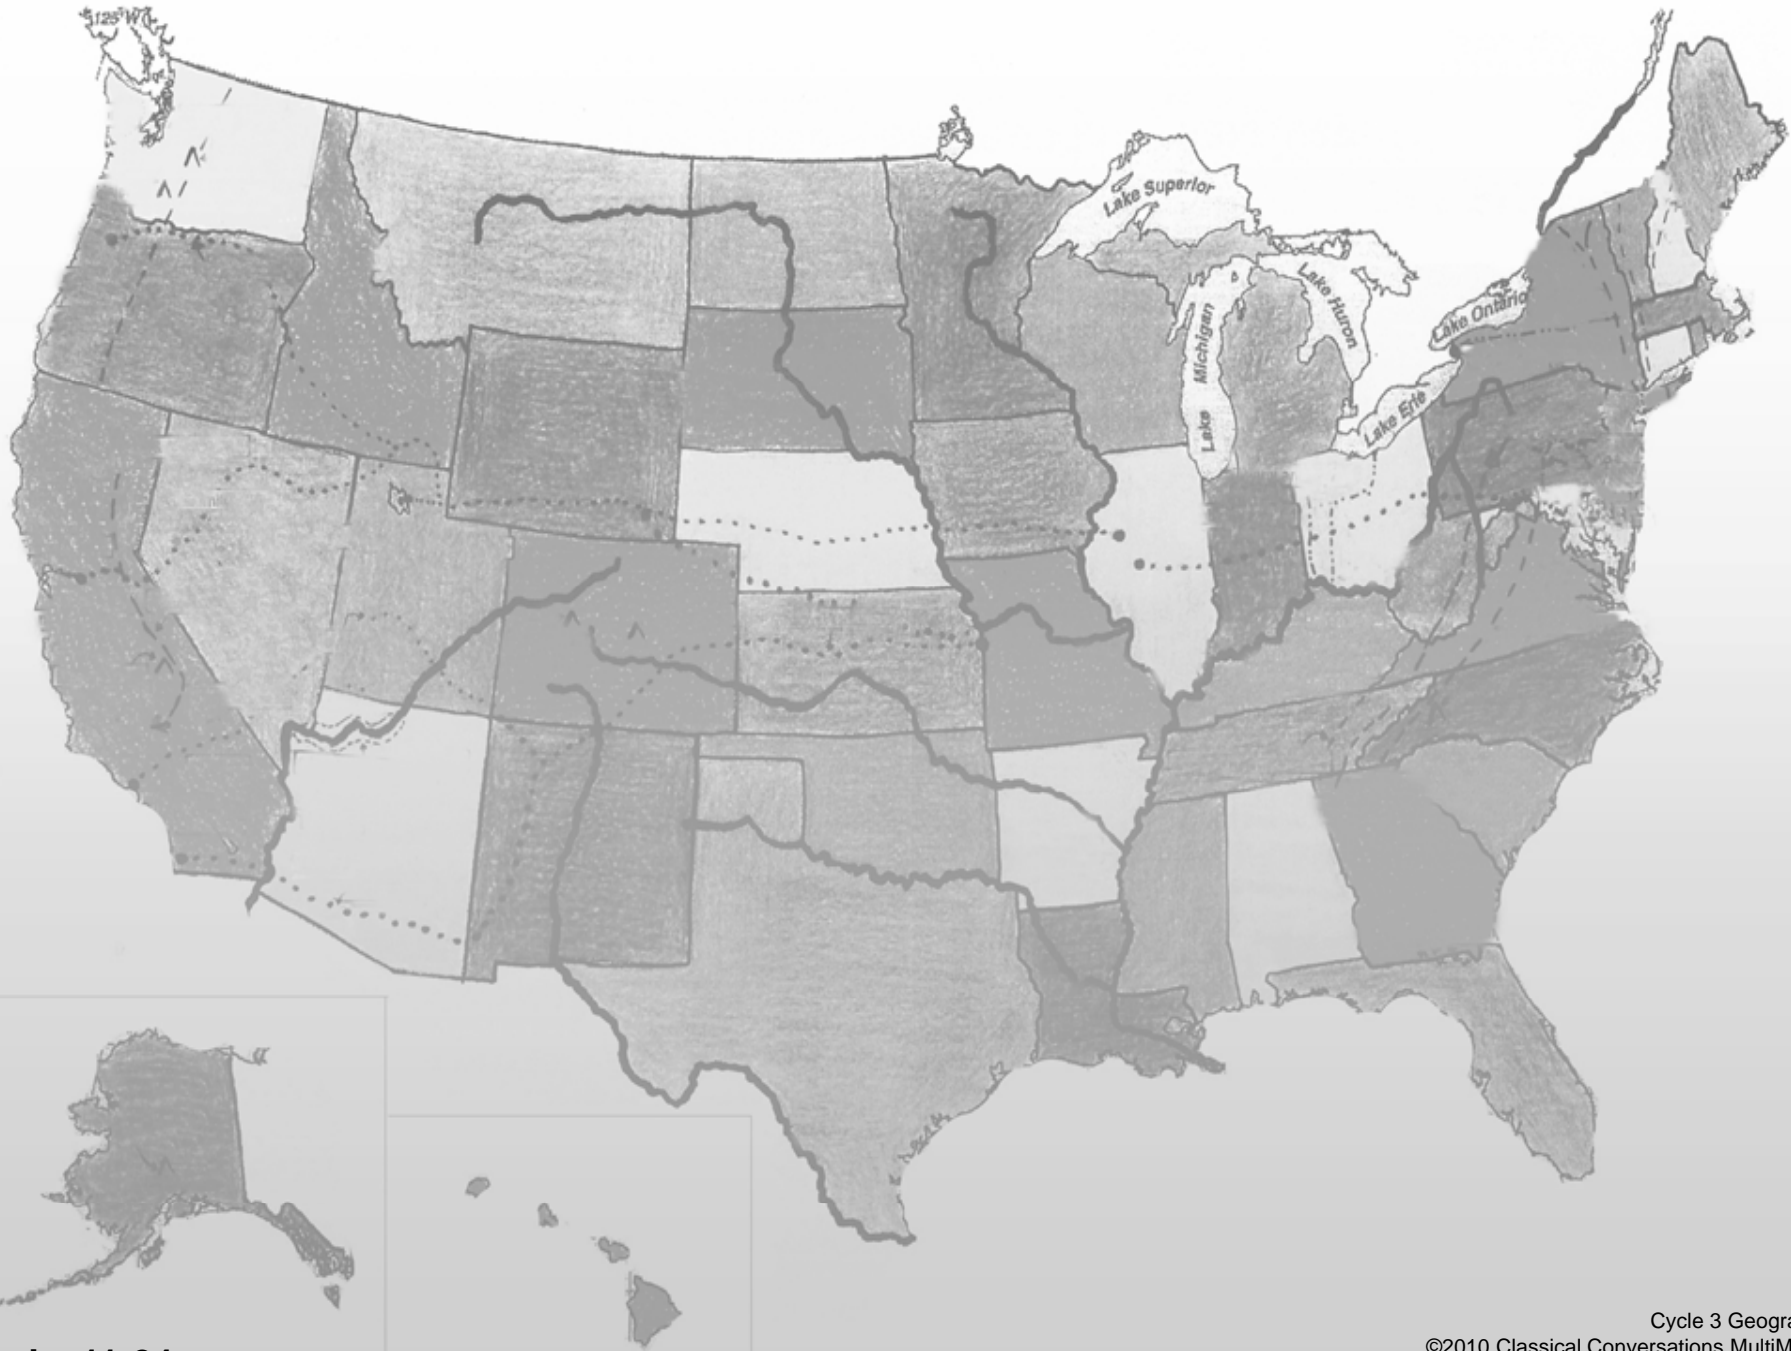 125°W
Lake Superior
Lake Michigan
Lake Huron
Lake Ontario
Lake Erie
Cycle 3 Geogra
©2010 Classical Conversations MultiM